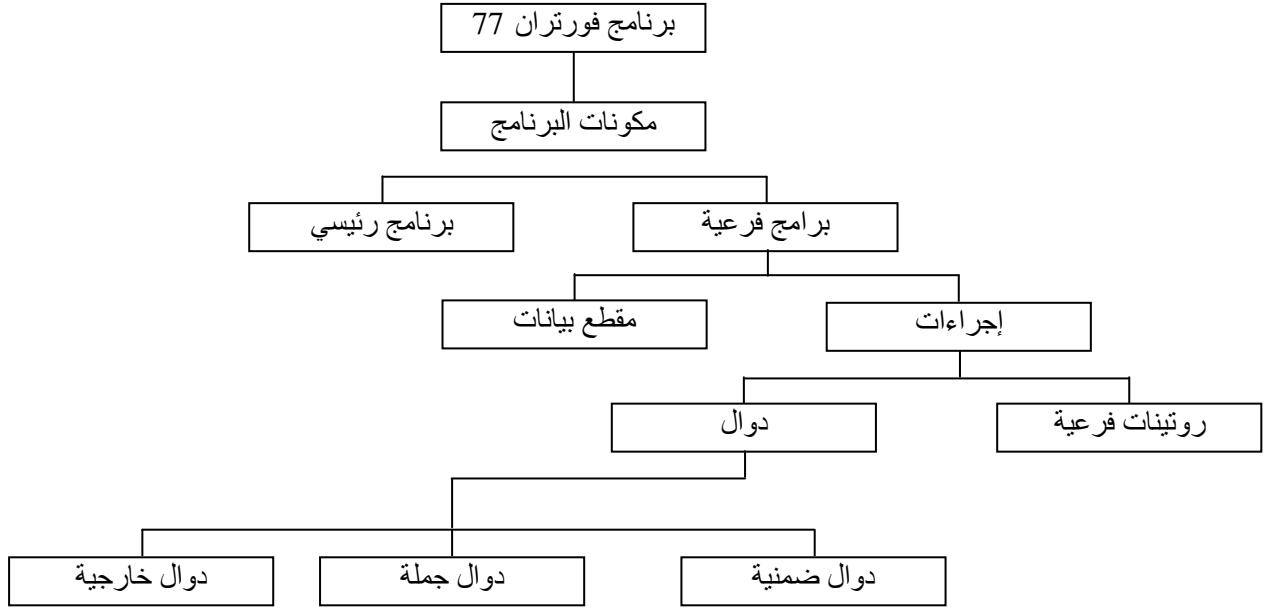 برنامج فورتران 77
مكونات البرنامج
برامج فرعية
برنامج رئيسي
إجراءات
مقطع بيانات
روتينات فرعية
دوال
دوال ضمنية
دوال جملة
دوال خارجية